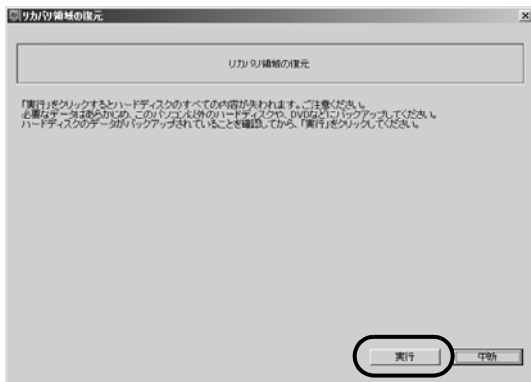 リカバリ領域の復元
リカバリ領域の復元
「実行」をクリックするとハードディスクのすべての内容が失われます。ご注意ください。
必要なデータはあらかじめ、このパソコン以外のハードディスクや、DVDなどにバックアップしてください。
ハードディスクのデータがバックアップされていることを確認してから、「実行」をクリックしてください。
実行 中断